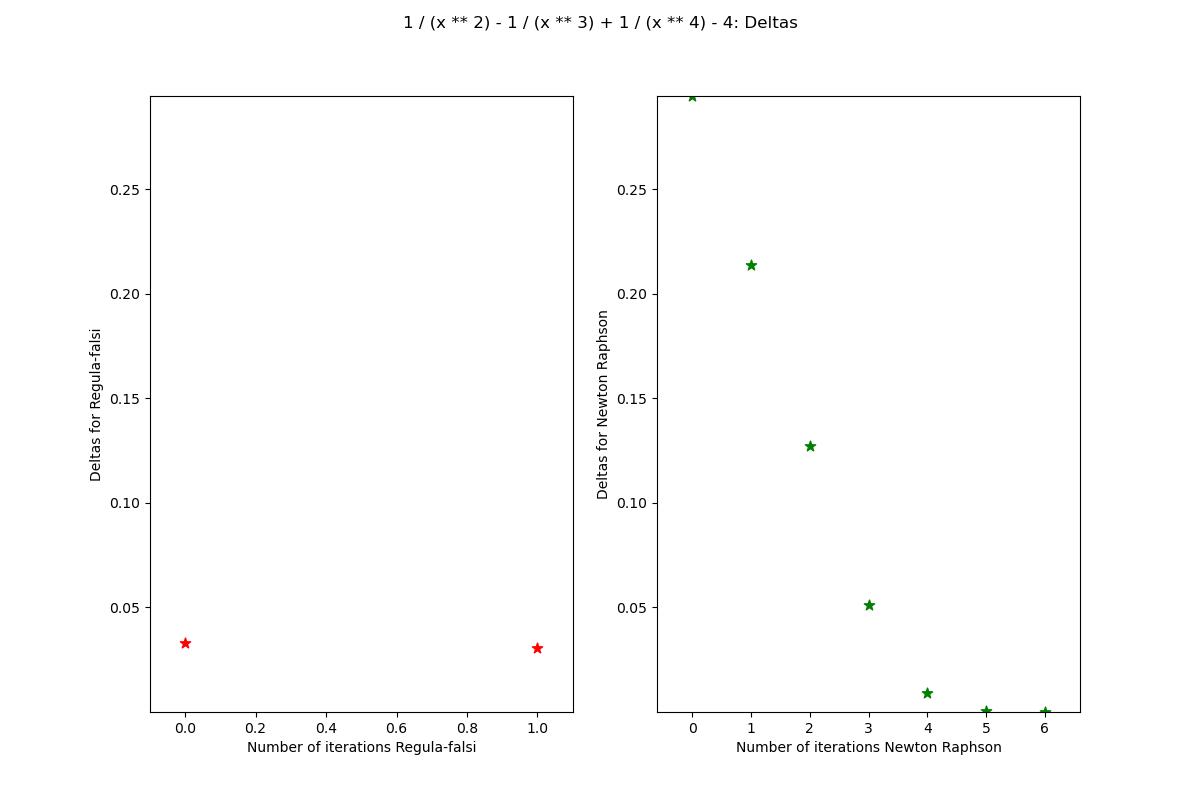 1 / (x ** 2) - 1 / (x ** 3) + 1 / (x ** 4) - 4: Deltas
Deltas for Regula-falsi
0.25
0.20
0.15
0.10
0.05
0.0 0.2 0.4 0.6 0.8 1.0
Number of iterations Regula-falsi
Deltas for Newton Raphson
0.25
0.20
0.15
0.10
0.05
0 1 2 3 4 5 6
Number of iterations Newton Raphson